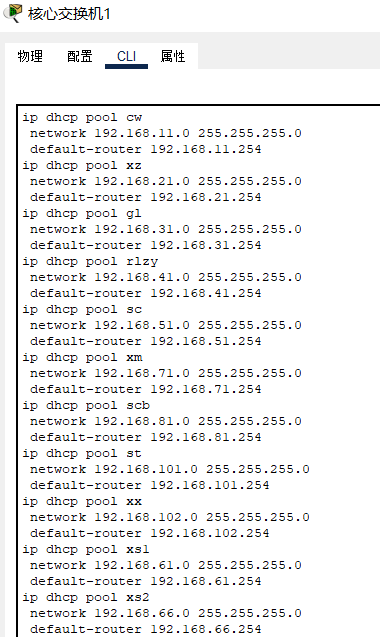 核心交换机1
物理 配置 CLI 属性
ip dhcp pool cw
network 192.168.11.0 255.255.255.0
default-router 192.168.11.254
ip dhcp pool xz
network 192.168.21.0 255.255.255.0
default-router 192.168.21.254
ip dhcp pool gl
network 192.168.31.0 255.255.255.0
default-router 192.168.31.254
ip dhcp pool rlzy
network 192.168.41.0 255.255.255.0
default-router 192.168.41.254
ip dhcp pool sc
network 192.168.51.0 255.255.255.0
default-router 192.168.51.254
ip dhcp pool xm
network 192.168.71.0 255.255.255.0
default-router 192.168.71.254
ip dhcp pool scb
network 192.168.81.0 255.255.255.0
default-router 192.168.81.254
ip dhcp pool st
network 192.168.101.0 255.255.255.0
default-router 192.168.101.254
ip dhcp pool xx
network 192.168.102.0 255.255.255.0
default-router 192.168.102.254
ip dhcp pool xs1
network 192.168.61.0 255.255.255.0
default-router 192.168.61.254
ip dhcp pool xs2
network 192.168.66.0 255.255.255.0
default-router 192.168.66.254